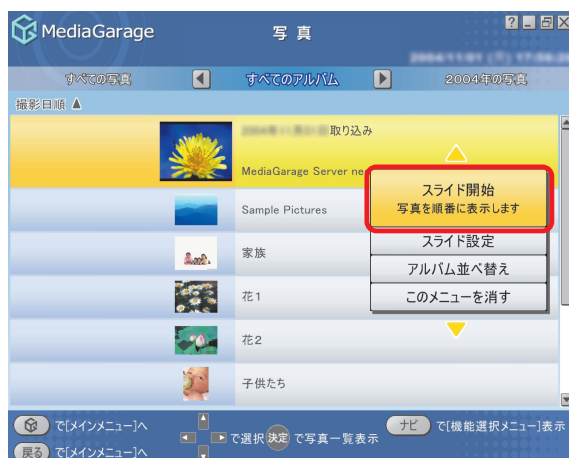 MediaGarage
写真
すべての写真
すべてのアルバム
2004年の写真
撮影日順 ▲
取り込み
MediaGarage Server ne
スライド開始
写真を順番に表示します
スライド設定
アルバム並べ替え
このメニューを消す
Sample Pictures
家族
花1
花2
子供たち
で[メインメニュー]へ
戻る で[メインメニュー]へ
で選択 決定 で写真一覧表示
ナビ で[機能選択メニュー]表示